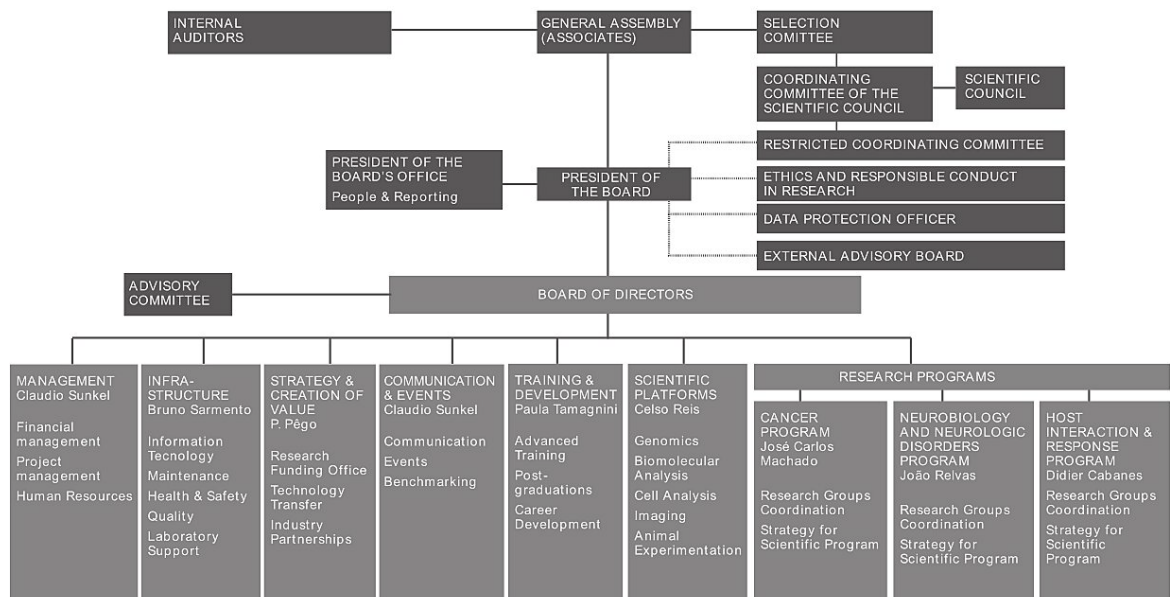 INTERNAL
AUDITORS
GENERAL ASSEMBLY
(ASSOCIATES)
SELECTION
COMITTEE
COORDINATING
COMMITTEE OF THE
SCIENTIFIC COUNCIL
SCIENTIFIC
COUNCIL
RESTRICTED COORDINATING COMMITTEE
PRESIDENT OF THE
BOARD'S OFFICE
People & Reporting
PRESIDENT OF
THE BOARD
ETHICS AND RESPONSIBLE CONDUCT
IN RESEARCH
DATA PROTECTION OFFICER
EXTERNAL ADVISORY BOARD
ADVISORY
COMMITTEE
BOARD OF DIRECTORS
MANAGEMENT
Claudio Sunkel
Financial
management
Project
management
Human Resources
INFRA-
STRUCTURE
Bruno Sarmento
Information
Tecnology
Maintenance
Health & Safety
Quality
Laboratory
Support
STRATEGY &
CREATION OF
VALUE
P. Pêgo
Research
Funding Office
Technology
Transfer
Industry
Partnerships
COMMUNICATION
& EVENTS
Claudio Sunkel
Communication
Events
Benchmarking
TRAINING &
DEVELOPMENT
Paula Tamagnini
Advanced
Training
Post-
graduations
Career
Development
SCIENTIFIC
PLATFORMS
Celso Reis
Genomics
Biomolecular
Analysis
Cell Analysis
Imaging
Animal
Experimentation
RESEARCH PROGRAMS
CANCER
PROGRAM
José Carlos
Machado
Research Groups
Coordination
Strategy for
Scientific Program
NEUROBIOLOGY
AND NEUROLOGIC
DISORDERS
PROGRAM
João Relvas
Research Groups
Coordination
Strategy for
Scientific Program
HOST
INTERACTION &
RESPONSE
PROGRAM
Didier Cabanes
Research Groups
Coordination
Strategy for
Scientific
Program